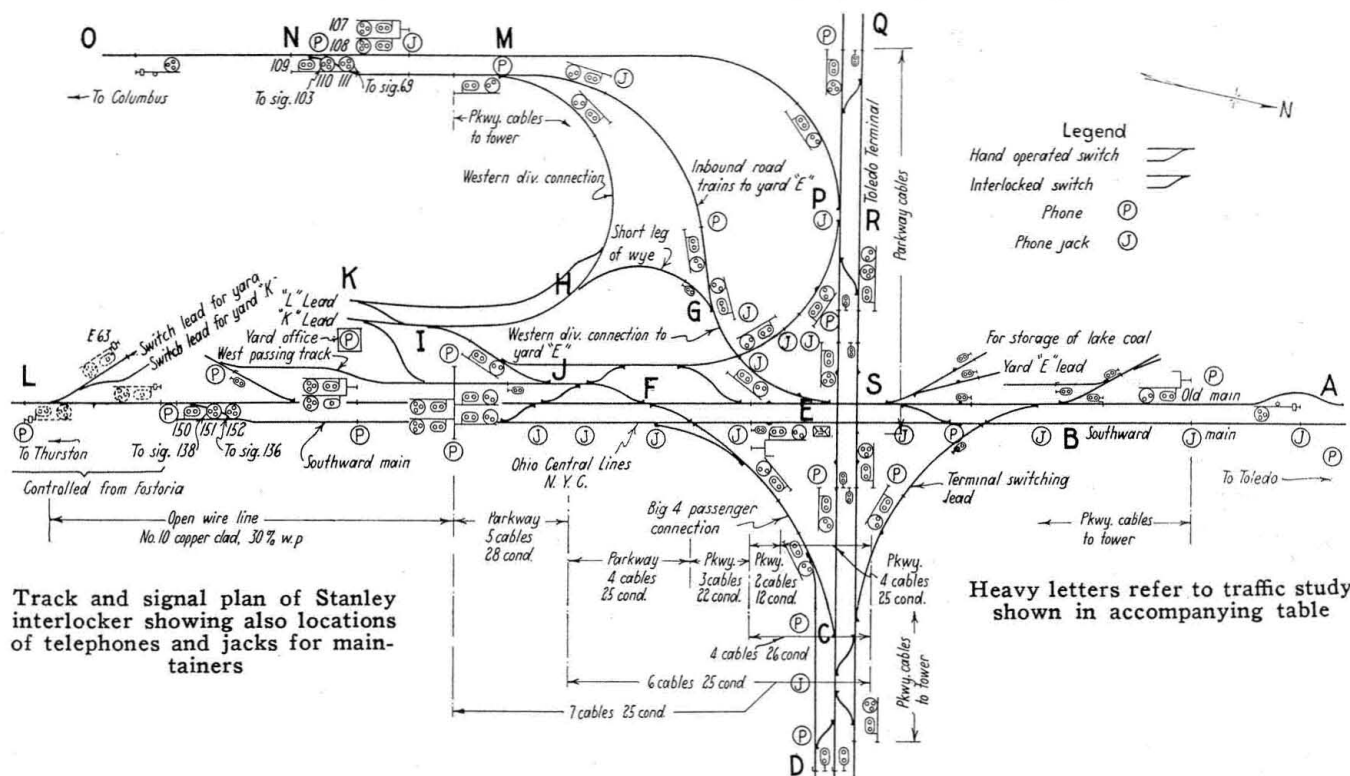 107
108
O
N
P
J
M
Q
P
109
110
111
To sig. 103
To sig. 69
P
J
To Columbus
Pkwy. cables
to tower
N
Legend
Hand operated switch
Interlocked switch
Phone P
Phone jack J
Western div. connection
Inbound road
trains to yard "E"
Toledo Terminal
Parkway cables
P
P
J
R
Short leg
of wye
K
H
G
J
Switch lead for yard
Switch lead for yard "K"
"L" Lead
"K" Lead
E63
Yard office
P
West passing track
I
Western div. connection to
yard "E"
J
J
J
P
For storage of lake coal
Yard "E" lead
L
P
P
J
F
J
E
S
P
Old main
A
P
P
150
151
152
To sig. 138
To sig. 136
P
P
J
J
J
J
J
P
J
B
Southward main
J
J
P
To Thurston
Southward main
Ohio Central Lines
N. Y. C.
To Toledo
Controlled from Fostoria
P
P
Terminal switching
lead
Open wire line
No. 10 copper clad, 30% w.p
Parkway
5 cables
28 cond.
Big 4 passenger
connection
Pkwy. cables
to tower
Parkway
4 cables
25 cond.
Pkwy.
3 cables
22 cond.
Pkwy.
2 cables
12 cond.
Pkwy.
4 cables
25 cond.
Track and signal plan of Stanley
interlocker showing also locations
of telephones and jacks for main-
tainers
Heavy letters refer to traffic study
shown in accompanying table
P
C
4 cables 26 cond
Pkwy. cables
to tower
6 cables 25 cond.
J
7 cables 25 cond.
P
D